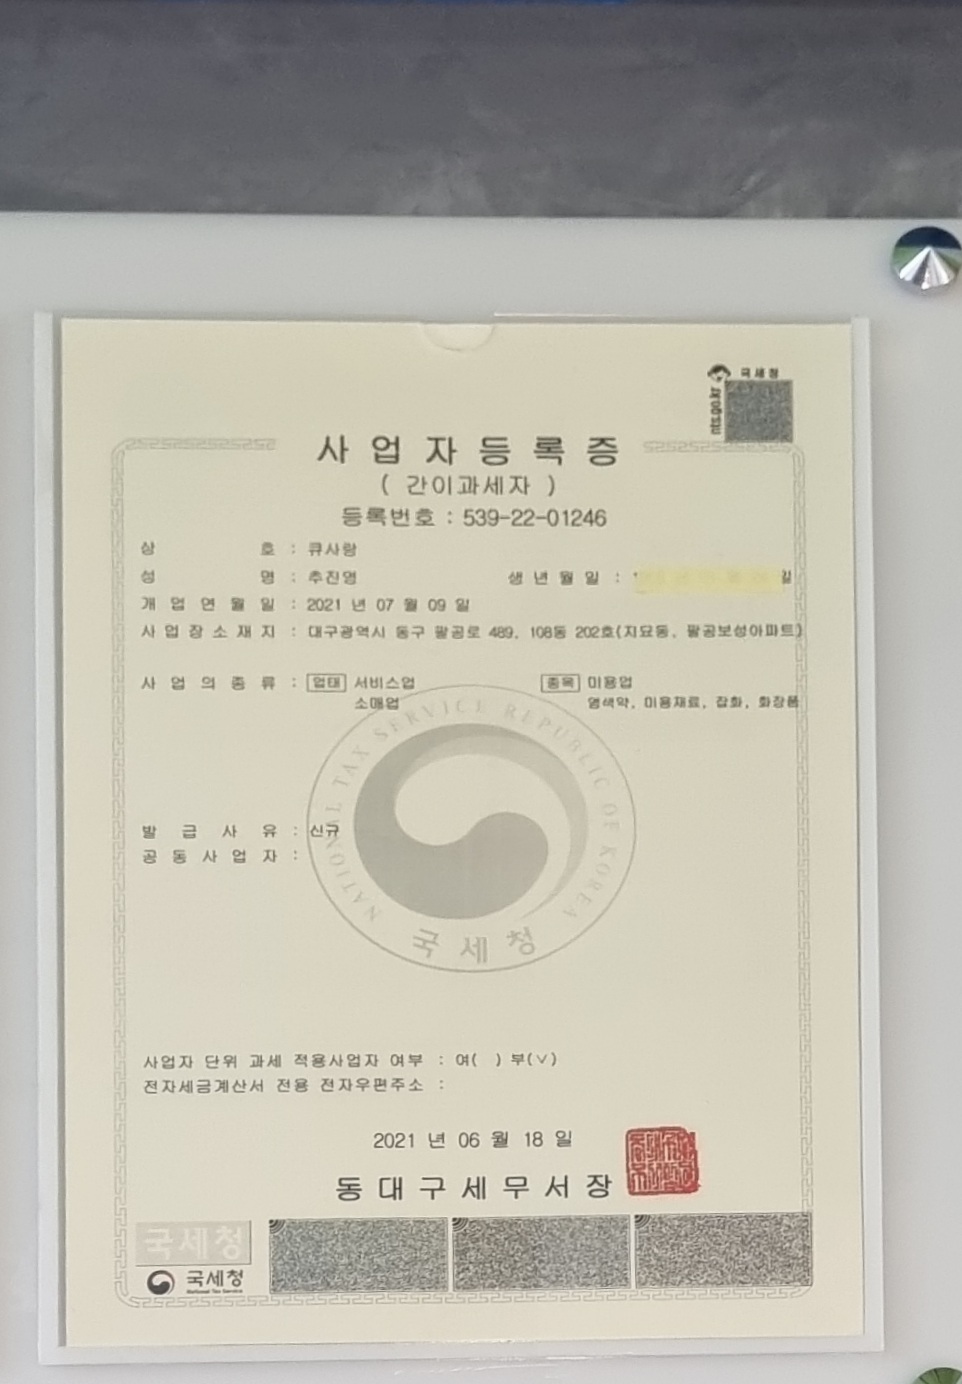 국세청
nts.go.kr
사업자등록증
( 간이과세자 )
등록번호 : 539-22-01246
상 호 : 큐사랑
성 명 : 추진영 생년월일 : 일
개업연월일 : 2021 년 07 월 09 일
사업장소재지 : 대구광역시 동구 팔공로 489, 108동 202호(지묘동, 팔공보성아파트)
사업의종류 : 업태 서비스업 종목 미용업
소매업 염색약, 미용재료, 잡화, 화장품
NATIONAL TAX SERVICE REPUBLIC OF KOREA
발급사유 : 신규
공동사업자 :
국세청
사업자 단위 과세 적용사업자 여부 : 여( ) 부(∨)
전자세금계산서 전용 전자우편주소 :
2021 년 06 월 18 일
동대구세무서장
국세청
국세청
National Tax Service